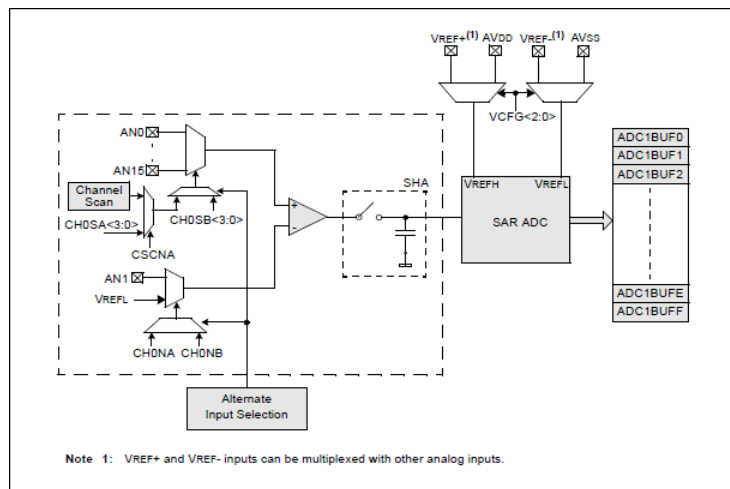 VREF+(1) AVDD VREF-(1) AVSS
VCFG<2:0>
AN0
AN15
Channel
Scan
CH0SA<3:0>
CH0SB<3:0>
CSCNA
AN1
VREFL
CH0NA CH0NB
+
-
SHA
VREFH VREFL
SAR ADC
ADC1BUF0
ADC1BUF1
ADC1BUF2
ADC1BUFE
ADC1BUFF
Alternate
Input Selection
Note 1: VREF+ and VREF- inputs can be multiplexed with other analog inputs.